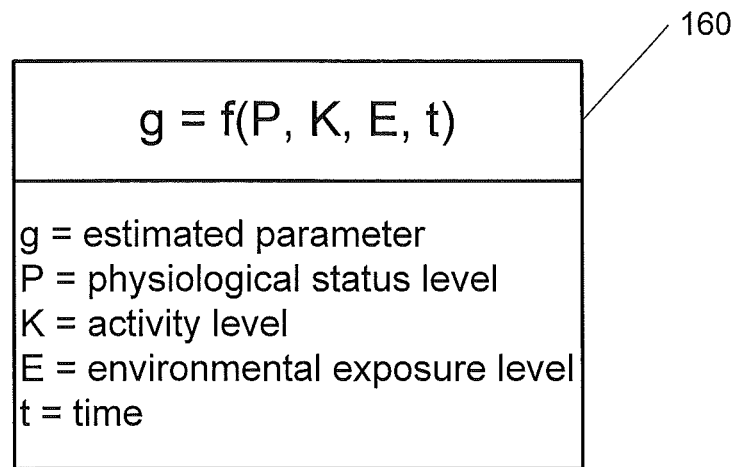 160
g = f(P, K, E, t)
g = estimated parameter
P = physiological status level
K = activity level
E = environmental exposure level
t = time